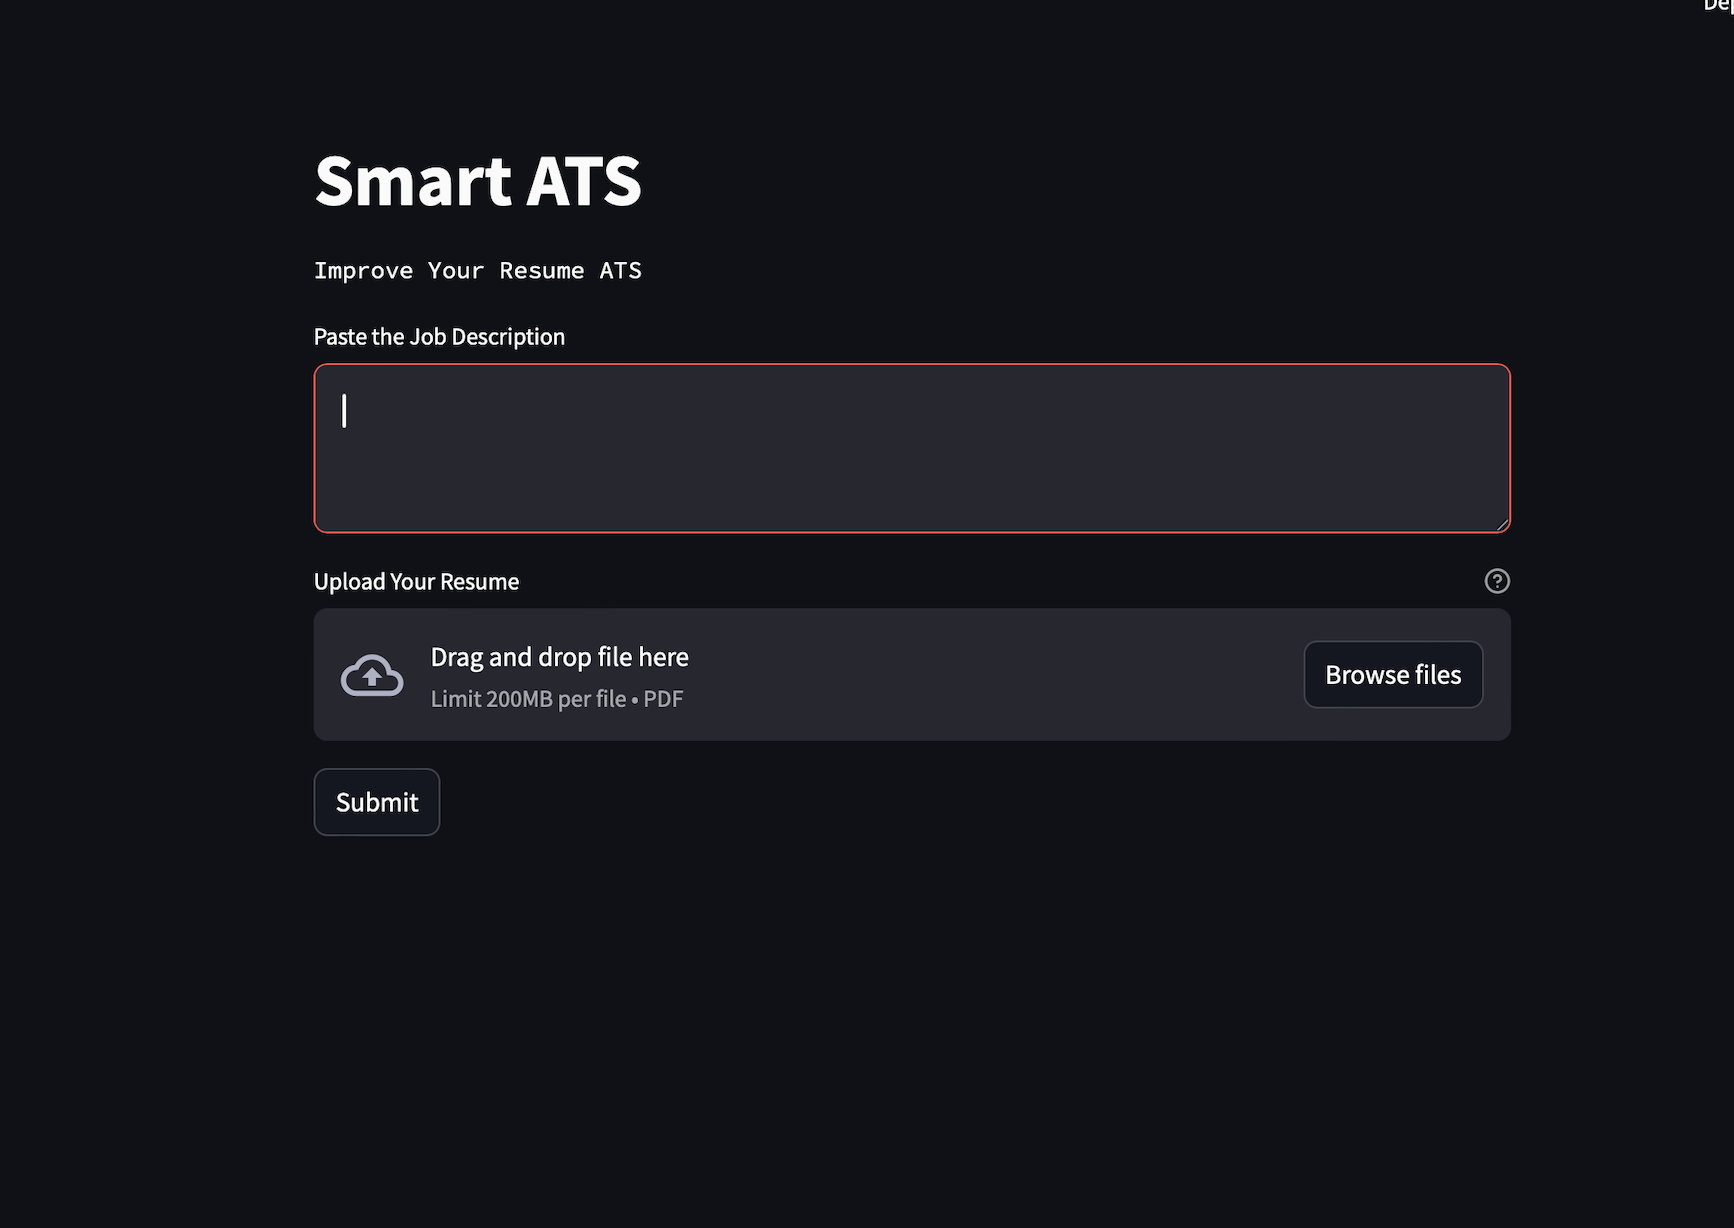 Smart ATS
Improve Your Resume ATS
Paste the Job Description
Upload Your Resume
Drag and drop file here
Limit 200MB per file • PDF
Browse files
Submit